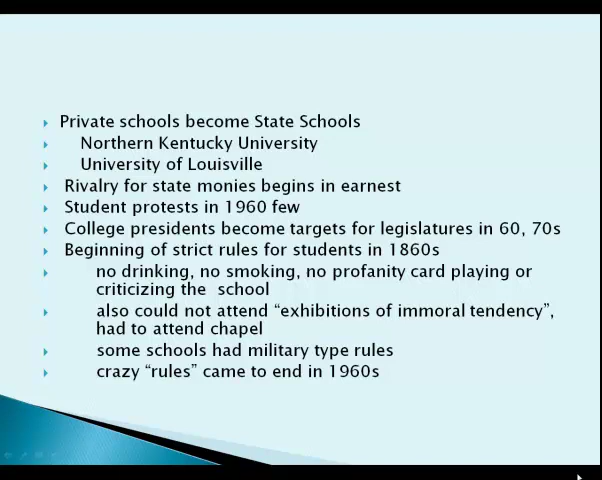 Private schools become State Schools
Northern Kentucky University
University of Louisville
Rivalry for state monies begins in earnest
Student protests in 1960 few
College presidents become targets for legislatures in 60, 70s
Beginning of strict rules for students in 1860s
no drinking, no smoking, no profanity card playing or
criticizing the school
also could not attend “exhibitions of immoral tendency”,
had to attend chapel
some schools had military type rules
crazy “rules” came to end in 1960s